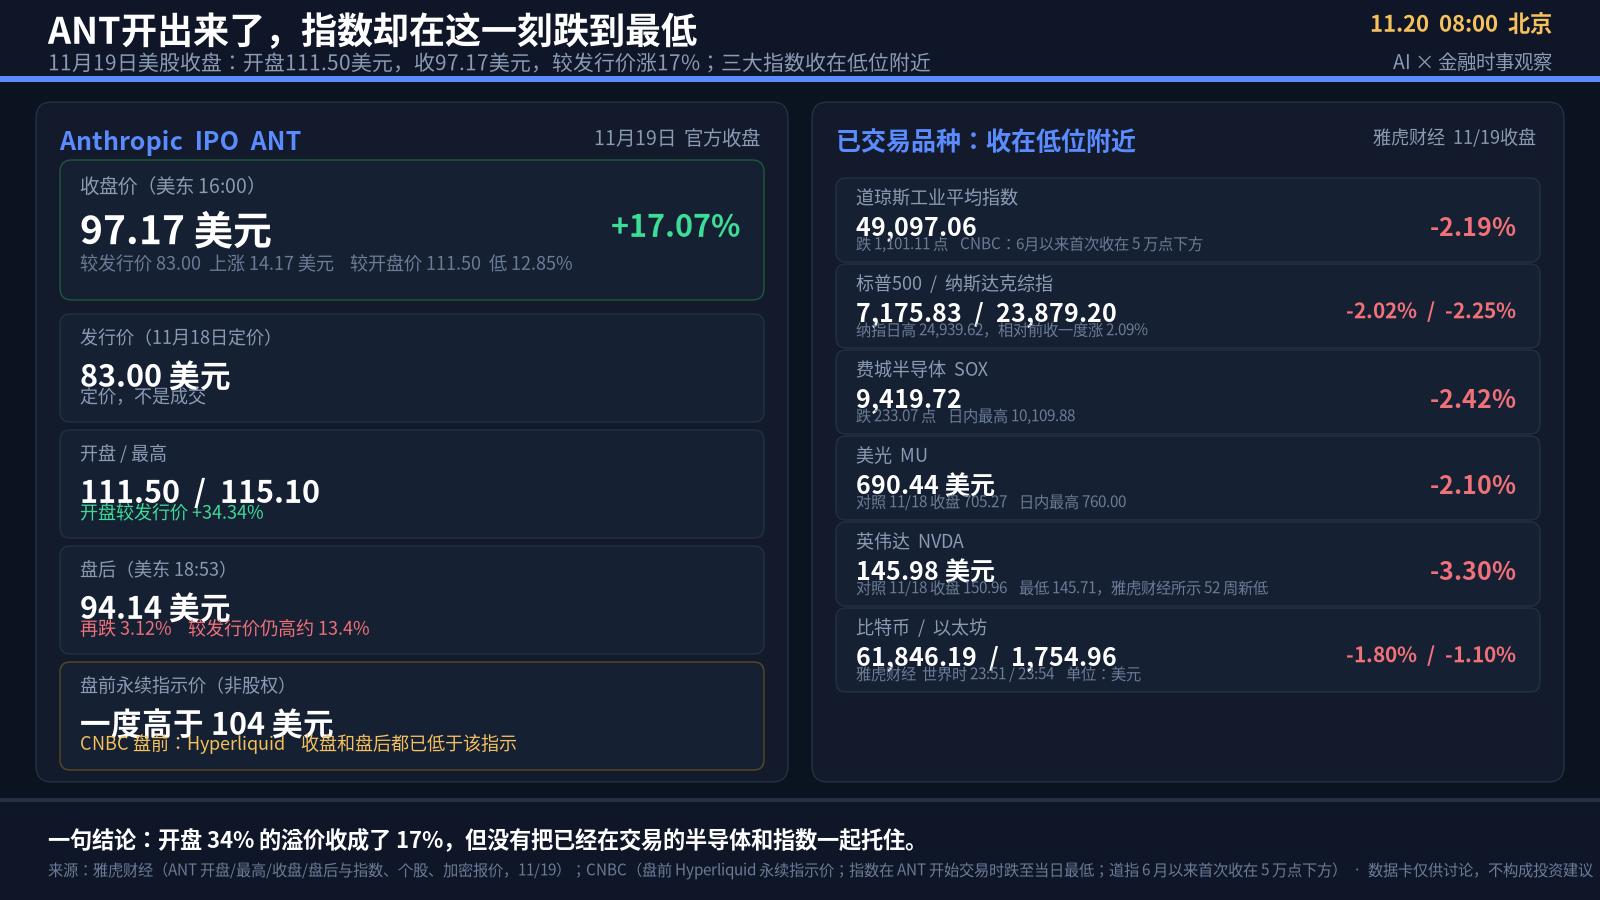 ANT开出来了，指数却在这一刻跌到最低
11.20 08:00 北京
11月19日美股收盘：开盘111.50美元，收97.17美元，较发行价涨17%；三大指数收在低位附近
AI × 金融时事观察
Anthropic IPO ANT
11月19日 官方收盘
收盘价（美东 16:00）
97.17 美元
+17.07%
较发行价 83.00 上涨 14.17 美元 较开盘价 111.50 低 12.85%
发行价（11月18日定价）
83.00 美元
定价，不是成交
开盘 / 最高
111.50 / 115.10
开盘较发行价 +34.34%
盘后（美东 18:53）
94.14 美元
再跌 3.12% 较发行价仍高约 13.4%
盘前永续指示价（非股权）
一度高于 104 美元
CNBC 盘前：Hyperliquid 收盘和盘后都已低于该指示
已交易品种：收在低位附近
雅虎财经 11/19收盘
道琼斯工业平均指数
49,097.06
-2.19%
跌 1,101.11 点 CNBC：6月以来首次收在 5 万点下方
标普500 / 纳斯达克综指
7,175.83 / 23,879.20
-2.02% / -2.25%
纳指日高 24,939.62，相对前收一度涨 2.09%
费城半导体 SOX
9,419.72
-2.42%
跌 233.07 点 日内最高 10,109.88
美光 MU
690.44 美元
-2.10%
对照 11/18 收盘 705.27 日内最高 760.00
英伟达 NVDA
145.98 美元
-3.30%
对照 11/18 收盘 150.96 最低 145.71，雅虎财经所示 52 周新低
比特币 / 以太坊
61,846.19 / 1,754.96
-1.80% / -1.10%
雅虎财经 世界时 23:51 / 23:54 单位：美元
一句结论：开盘 34% 的溢价收成了 17%，但没有把已经在交易的半导体和指数一起托住。
来源：雅虎财经（ANT 开盘/最高/收盘/盘后与指数、个股、加密报价，11/19）；CNBC（盘前 Hyperliquid 永续指示价；指数在 ANT 开始交易时跌至当日最低；道指 6 月以来首次收在 5 万点下方） · 数据卡仅供讨论，不构成投资建议